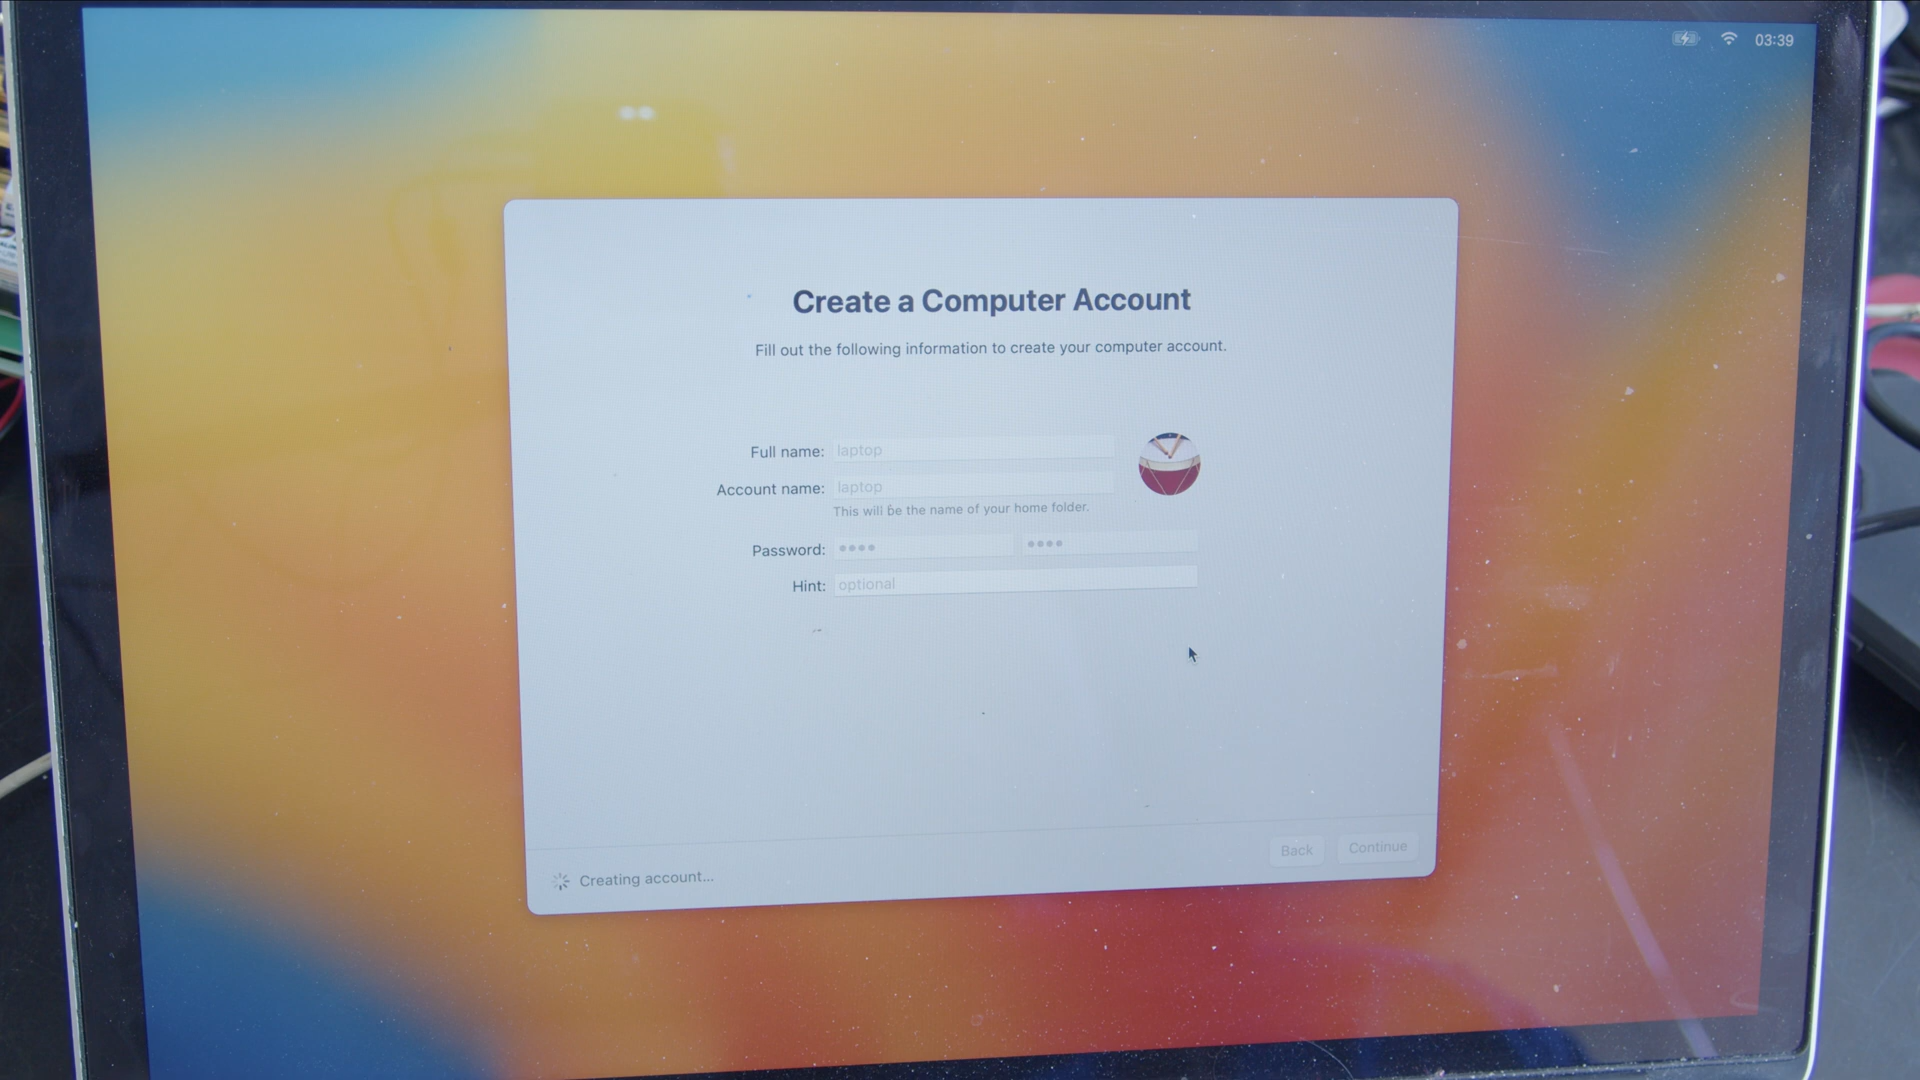 03:39
Create a Computer Account
Fill out the following information to create your computer account.
Full name: laptop
Account name: laptop
This will be the name of your home folder.
Password: •••• ••••
Hint: optional
Back Continue
Creating account...